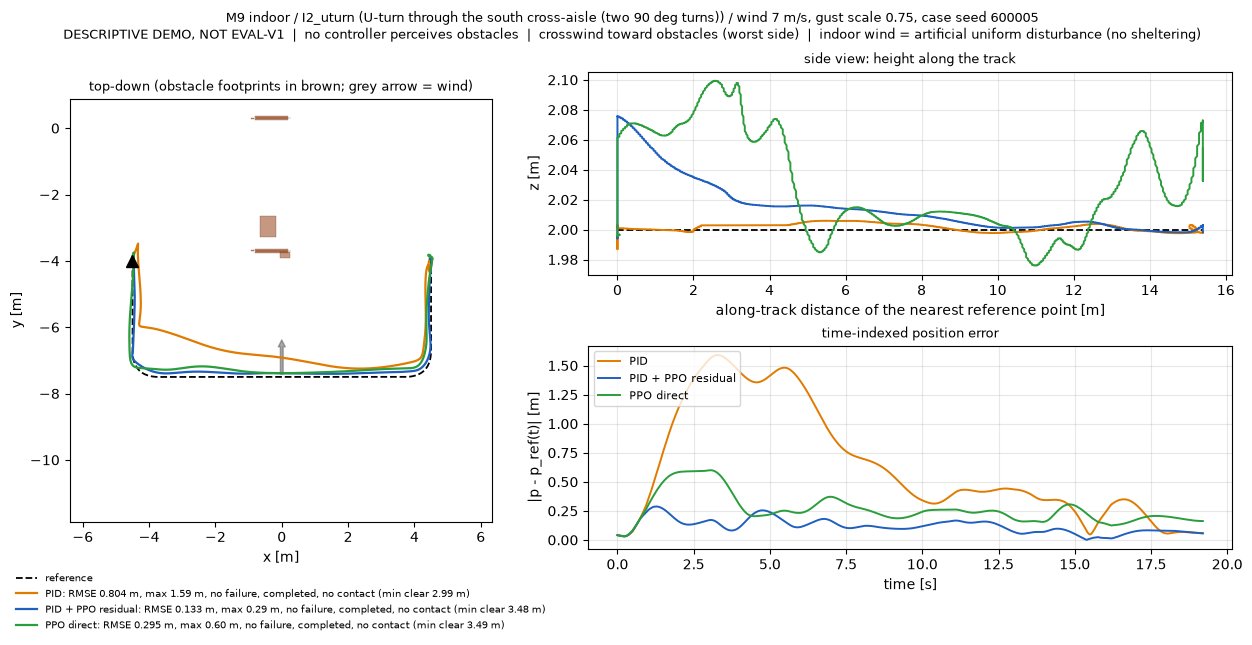 M9 indoor / I2_uturn (U-turn through the south cross-aisle (two 90 deg turns)) / wind 7 m/s, gust scale 0.75, case seed 600005
DESCRIPTIVE DEMO, NOT EVAL-V1 | no controller perceives obstacles | crosswind toward obstacles (worst side) | indoor wind = artificial uniform disturbance (no sheltering)
top-down (obstacle footprints in brown; grey arrow = wind)
0
−2
−4
−6
−8
−10
y [m]
−6 −4 −2 0 2 4 6
x [m]
reference
PID: RMSE 0.804 m, max 1.59 m, no failure, completed, no contact (min clear 2.99 m)
PID + PPO residual: RMSE 0.133 m, max 0.29 m, no failure, completed, no contact (min clear 3.48 m)
PPO direct: RMSE 0.295 m, max 0.60 m, no failure, completed, no contact (min clear 3.49 m)
side view: height along the track
2.10
2.08
2.06
2.04
2.02
2.00
1.98
z [m]
0 2 4 6 8 10 12 14 16
along-track distance of the nearest reference point [m]
time-indexed position error
1.50
1.25
1.00
0.75
0.50
0.25
0.00
|p - p_ref(t)| [m]
PID
PID + PPO residual
PPO direct
0.0 2.5 5.0 7.5 10.0 12.5 15.0 17.5 20.0
time [s]